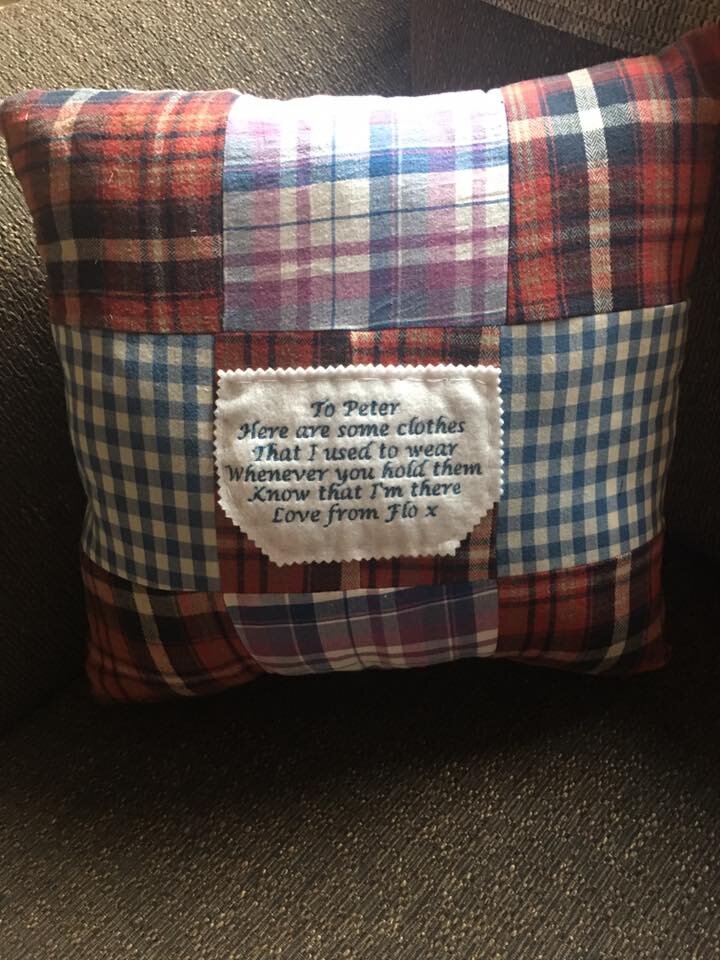 To Peter
Here are some clothes
That I used to wear
Whenever you hold them
Know that I'm there
Love from Flo x